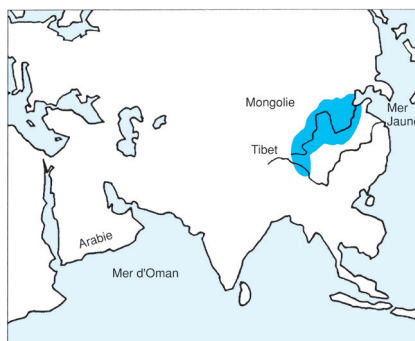 Mongolie
Mer
Jaune
Tibet
Arabie
Mer d'Oman